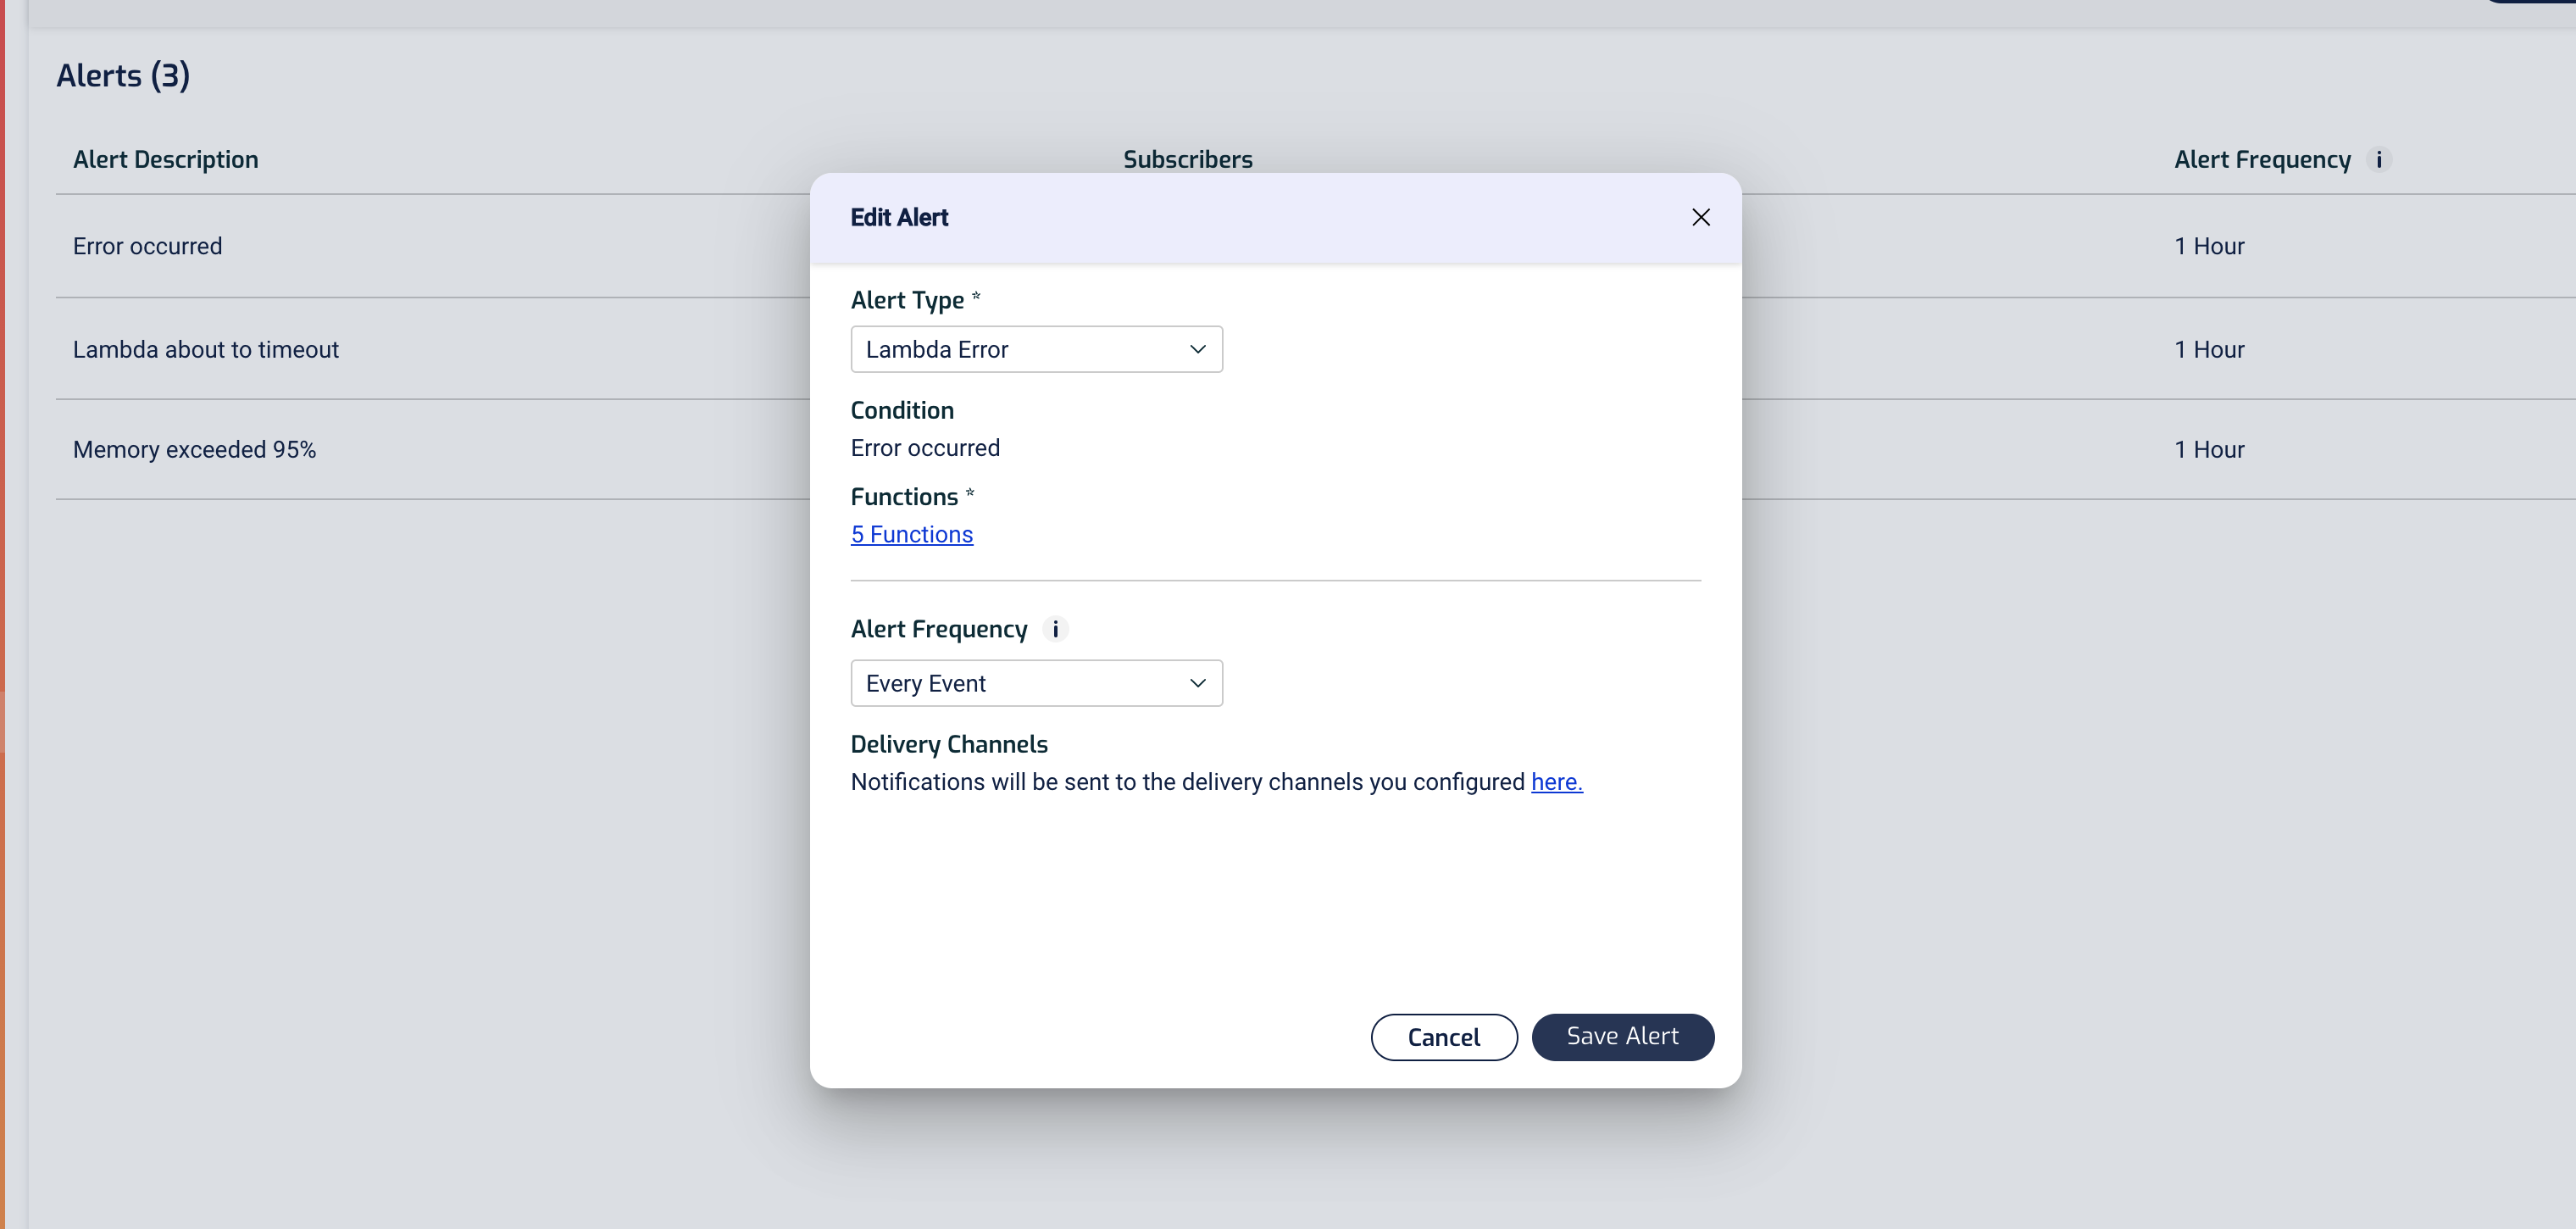 Alerts (3)
Alert Description Subscribers Alert Frequency i
Error occurred 1 Hour
Lambda about to timeout 1 Hour
Memory exceeded 95% 1 Hour
Edit Alert
Alert Type *
Lambda Error
Condition
Error occurred
Functions *
5 Functions
Alert Frequency i
Every Event
Delivery Channels
Notifications will be sent to the delivery channels you configured here.
Cancel Save Alert